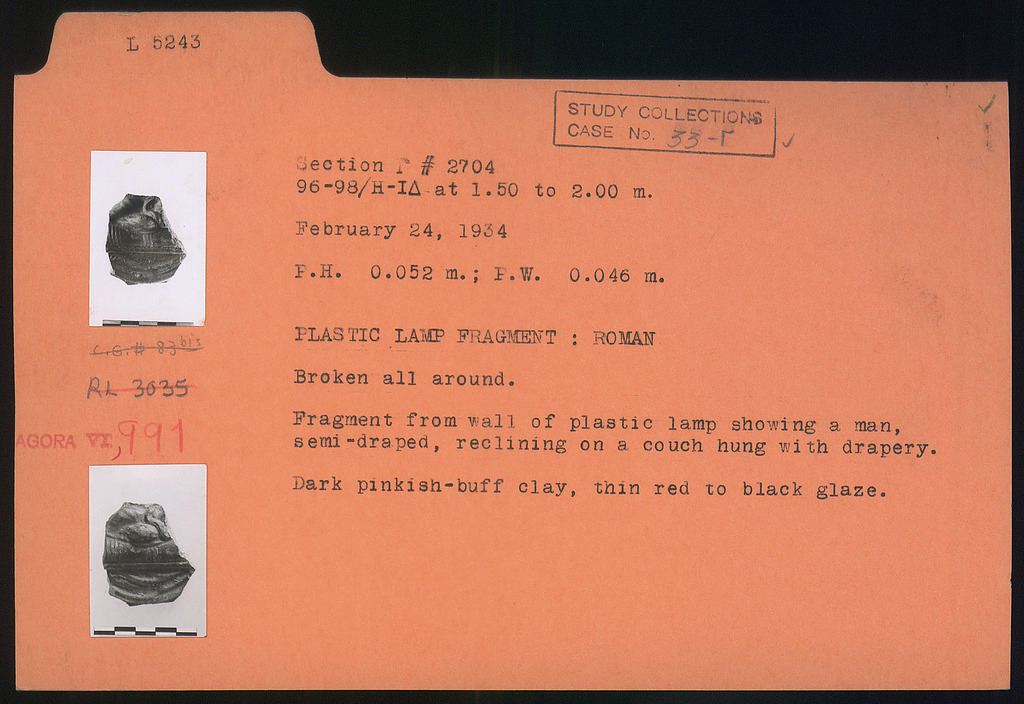 L 5243
STUDY COLLECTIONS
CASE No. 33-Γ
Section # 2704
96-98/H-IΔ at 1.50 to 2.00 m.
February 24, 1934
P.H. 0.052 m.; P.W. 0.046 m.
PLASTIC LAMP FRAGMENT : ROMAN
Broken all around.
Fragment from wall of plastic lamp showing a man,
semi-draped, reclining on a couch hung with drapery.
Dark pinkish-buff clay, thin red to black glaze.
C.G.# 83 bis
RL 3035
AGORA VI, 991